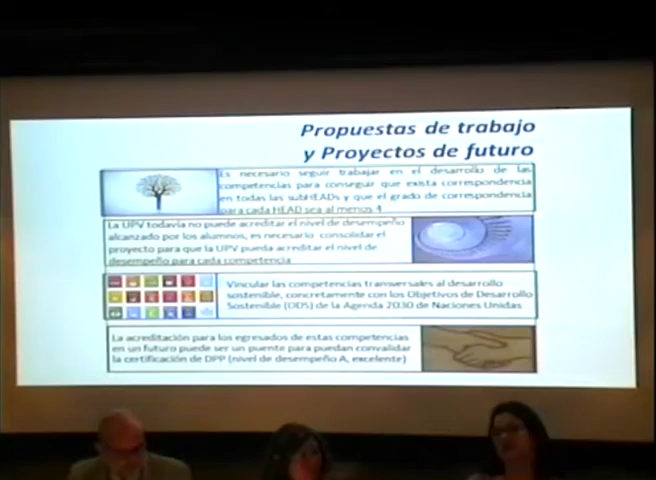 Propuestas de trabajo
y Proyectos de futuro
Es necesario seguir trabajar en el desarrollo de las
competencias para conseguir que exista correspondencia
en todas las subHEADs y que el grado de correspondencia
para cada HEAD sea al menos 4
La UPV todavía no puede acreditar el nivel de desempeño
alcanzado por los alumnos, es necesario consolidar el
proyecto para que la UPV pueda acreditar el nivel de
desempeño para cada competencia
Vincular las competencias transversales al desarrollo
sostenible, concretamente con los Objetivos de Desarrollo
Sostenible (ODS) de la Agenda 2030 de Naciones Unidas
La acreditación para los egresados de estas competencias
en un futuro puede ser un puente para puedan convalidar
la certificación de DPP (nivel de desempeño A, excelente)